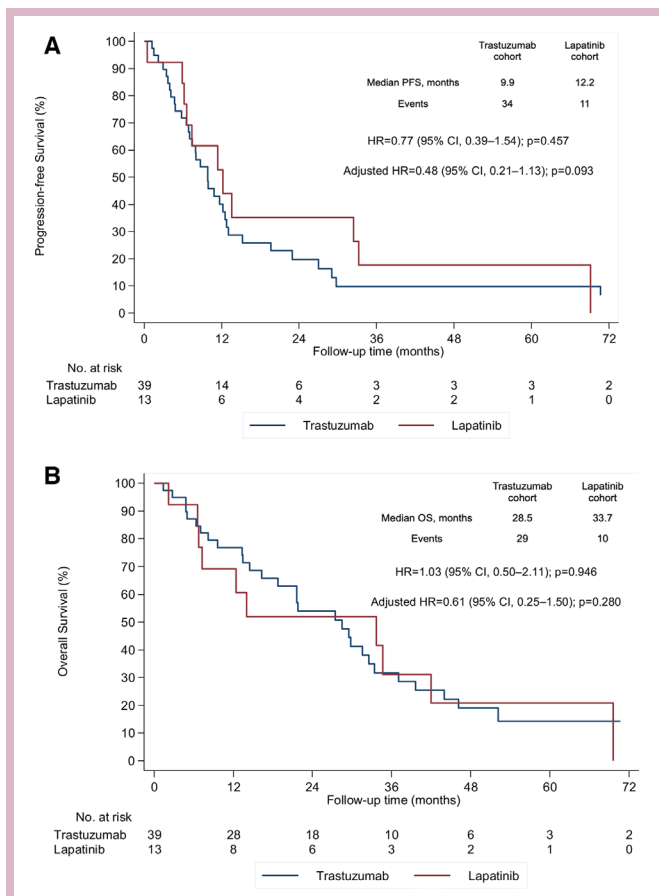 A
Trastuzumab cohort Lapatinib cohort
Median PFS, months 9.9 12.2
Events 34 11
HR=0.77 (95% CI, 0.39–1.54); p=0.457
Adjusted HR=0.48 (95% CI, 0.21–1.13); p=0.093
Progression-free Survival (%)
100
90
80
70
60
50
40
30
20
10
0
0 12 24 36 48 60 72
Follow-up time (months)
No. at risk
Trastuzumab 39 14 6 3 3 3 2
Lapatinib 13 6 4 2 2 1 0
Trastuzumab Lapatinib
B
Trastuzumab cohort Lapatinib cohort
Median OS, months 28.5 33.7
Events 29 10
HR=1.03 (95% CI, 0.50–2.11); p=0.946
Adjusted HR=0.61 (95% CI, 0.25–1.50); p=0.280
Overall Survival (%)
100
90
80
70
60
50
40
30
20
10
0
0 12 24 36 48 60 72
Follow-up time (months)
No. at risk
Trastuzumab 39 28 18 10 6 3 2
Lapatinib 13 8 6 3 2 1 0
Trastuzumab Lapatinib